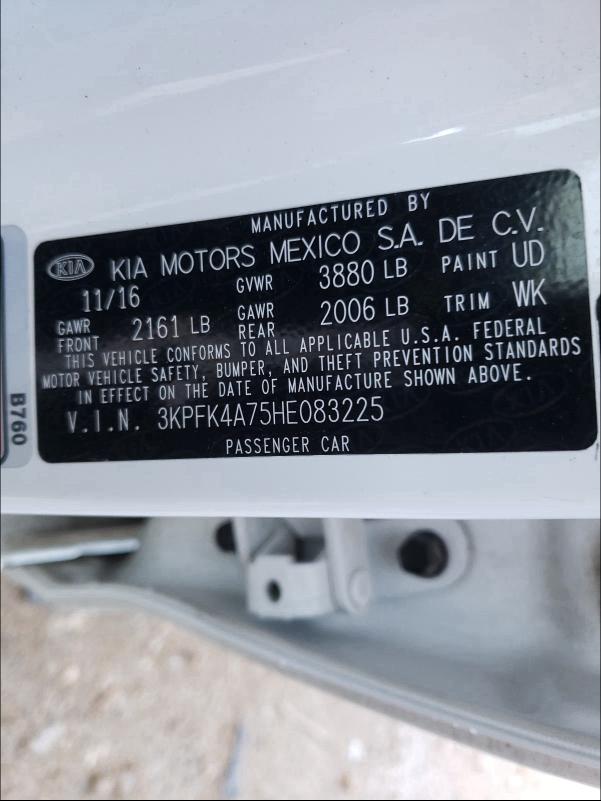 MANUFACTURED BY
KIA KIA MOTORS MEXICO S.A. DE C.V.
11/16 GVWR 3880 LB PAINT UD
GAWR FRONT 2161 LB GAWR REAR 2006 LB TRIM WK
THIS VEHICLE CONFORMS TO ALL APPLICABLE U.S.A. FEDERAL
MOTOR VEHICLE SAFETY, BUMPER, AND THEFT PREVENTION STANDARDS
IN EFFECT ON THE DATE OF MANUFACTURE SHOWN ABOVE.
V.I.N. 3KPFK4A75HE083225
PASSENGER CAR
B760